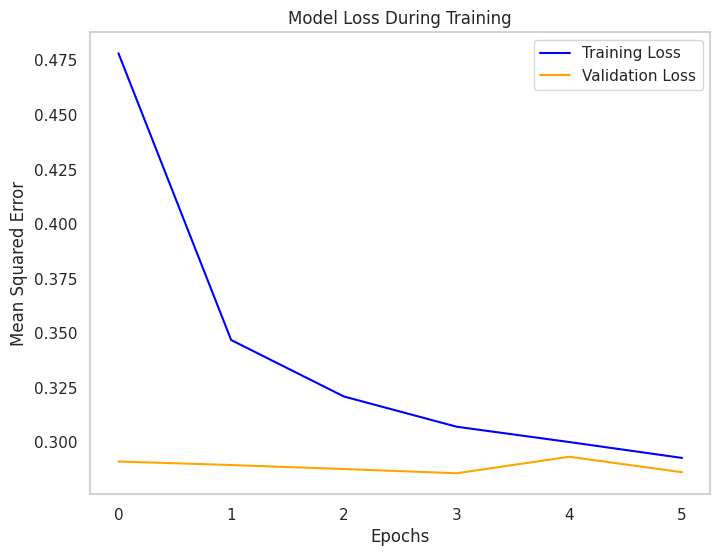 Model Loss During Training
Training Loss
Validation Loss
0.475
0.450
0.425
0.400
0.375
0.350
0.325
0.300
Mean Squared Error
0 1 2 3 4 5
Epochs